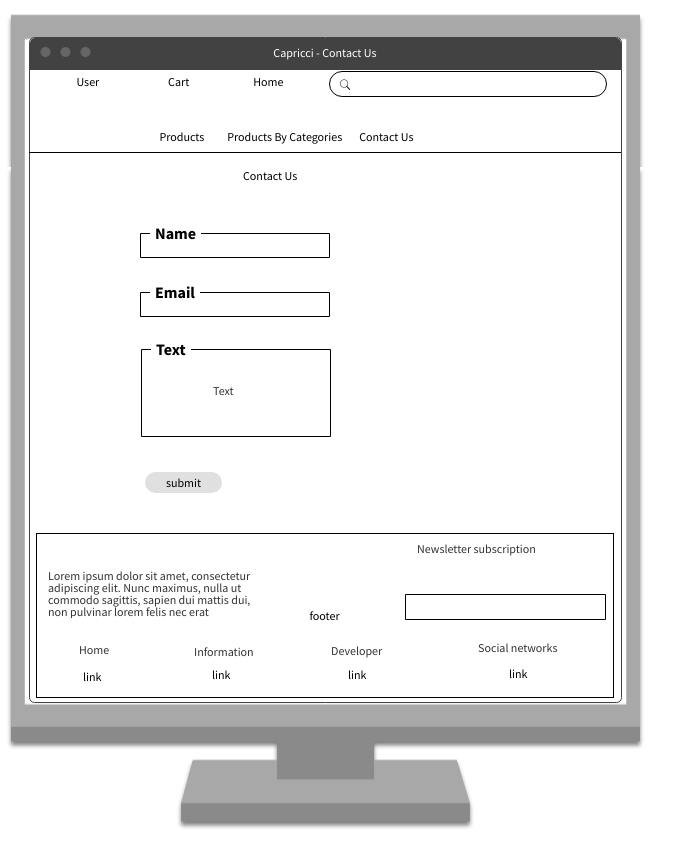 Capricci - Contact Us
User
Cart
Home
Products
Products By Categories
Contact Us
Contact Us
Name
Email
Text
Text
submit
Newsletter subscription
Lorem ipsum dolor sit amet, consectetur
adipiscing elit. Nunc maximus, nulla ut
commodo sagittis, sapien dui mattis dui,
non pulvinar lorem felis nec erat
footer
Home
Information
Developer
Social networks
link
link
link
link